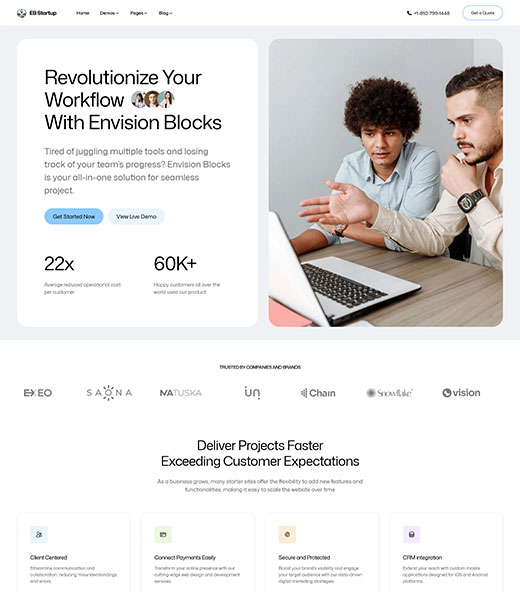 EB Startup
Home
Demos
Pages
Blog
+1-852-799-1448
Get a Quote
Revolutionize Your
Workflow
With Envision Blocks
Tired of juggling multiple tools and losing
track of your team's progress? Envision Blocks
is your all-in-one solution for seamless
project.
Get Started Now
View Live Demo
22x
60K+
Average reduced operational cost
per customer
Happy customers all over the
world used our product
TRUSTED BY COMPANIES AND BRANDS
EXEO
SAONA
MATUSKA
un
Chain
Snowflake
vision
Deliver Projects Faster
Exceeding Customer Expectations
As a business grows, many starter sites offer the flexibility to add new features and
functionalities, making it easy to scale the website over time
Client Centered
Streamline communication and
collaboration, reducing misunderstandings
and errors.
Connect Payments Easily
Transform your online presence with our
cutting-edge web design and development
services.
Secure and Protected
Boost your brand's visibility and engage
your target audience with our data-driven
digital marketing strategies.
CRM integration
Extend your reach with custom mobile
applications designed for iOS and Android
platforms.